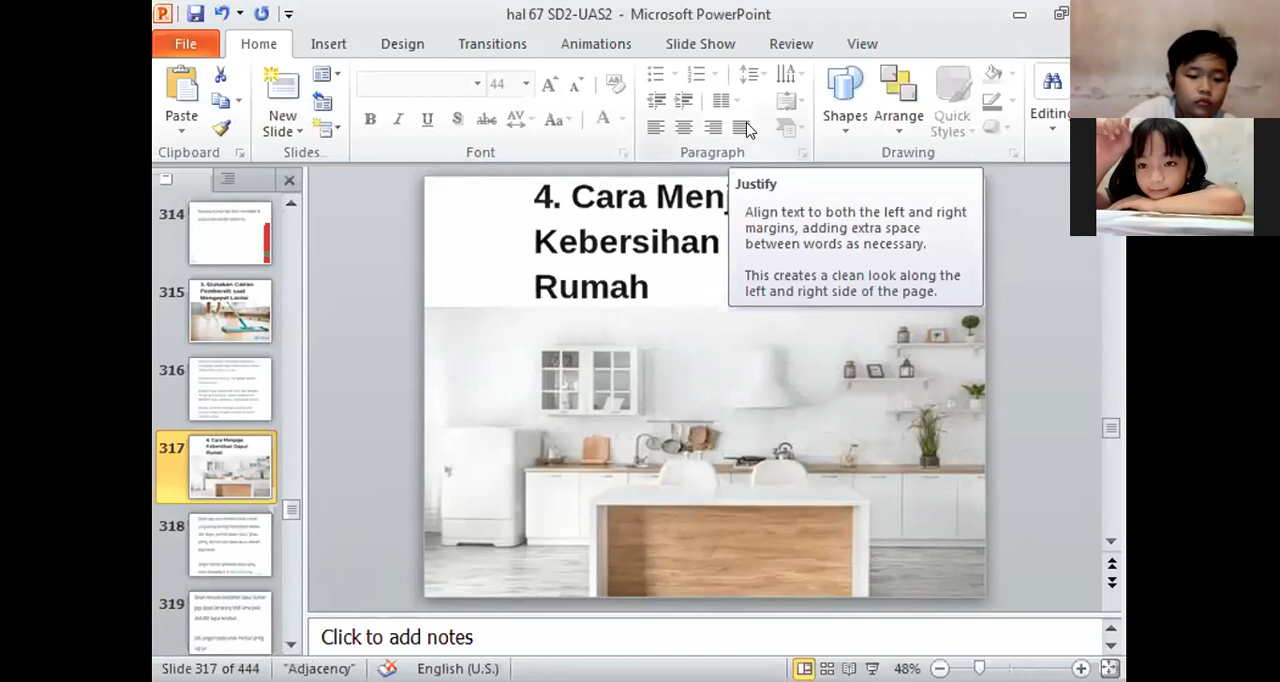 hal 67 SD2-UAS2 - Microsoft PowerPoint
File Home Insert Design Transitions Animations Slide Show Review View
44
Paste
New Slide
Shapes Arrange Quick Styles
Editing
Clipboard Slides Font Paragraph Drawing
Justify
Align text to both the left and right
margins, adding extra space
between words as necessary.
This creates a clean look along the
left and right side of the page.
4. Cara Menj
Kebersihan
Rumah
314
315
3. Gunakan Cairan
Pembersih saat
Mengepel Lantai
316
317
4. Cara Menjaga
Kebersihan Dapur
Rumah
318
319
Click to add notes
Slide 317 of 444 "Adjacency" English (U.S.) 48%